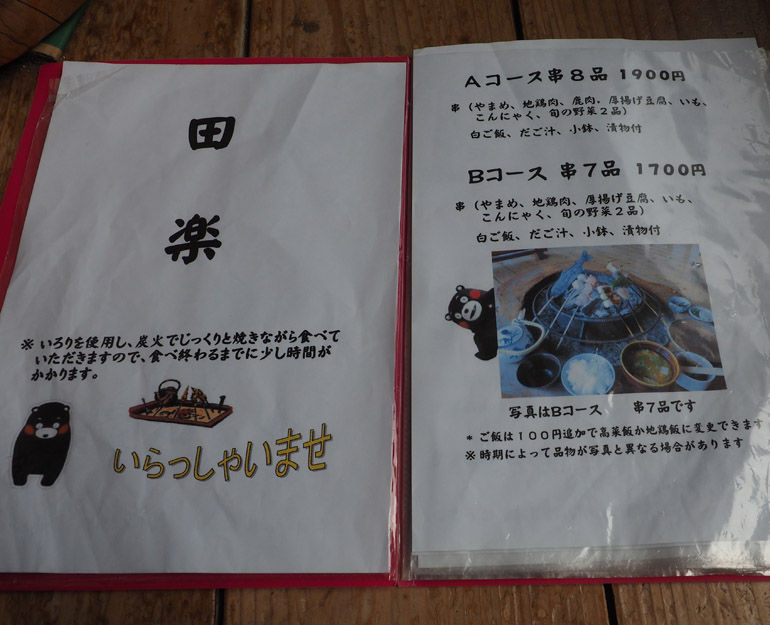 田
楽
※ いろりを使用し、炭火でじっくりと焼きながら食べて
いただきますので、食べ終わるまでに少し時間が
かかります。
いらっしゃいませ
Aコース串8品 1900円
串(やまめ、地鶏肉、鹿肉，厚揚げ豆腐、いも、
こんにゃく、旬の野菜2品)
白ご飯、だご汁、小鉢、漬物付
Bコース 串7品 1700円
串(やまめ、地鶏肉、厚揚げ豆腐、いも、
こんにゃく、旬の野菜2品)
白ご飯、だご汁、小鉢、漬物付
写真はBコース 串7品です
* ご飯は100円追加で高菜飯か地鶏飯に変更できます
※ 時期によって品物が写真と異なる場合があります